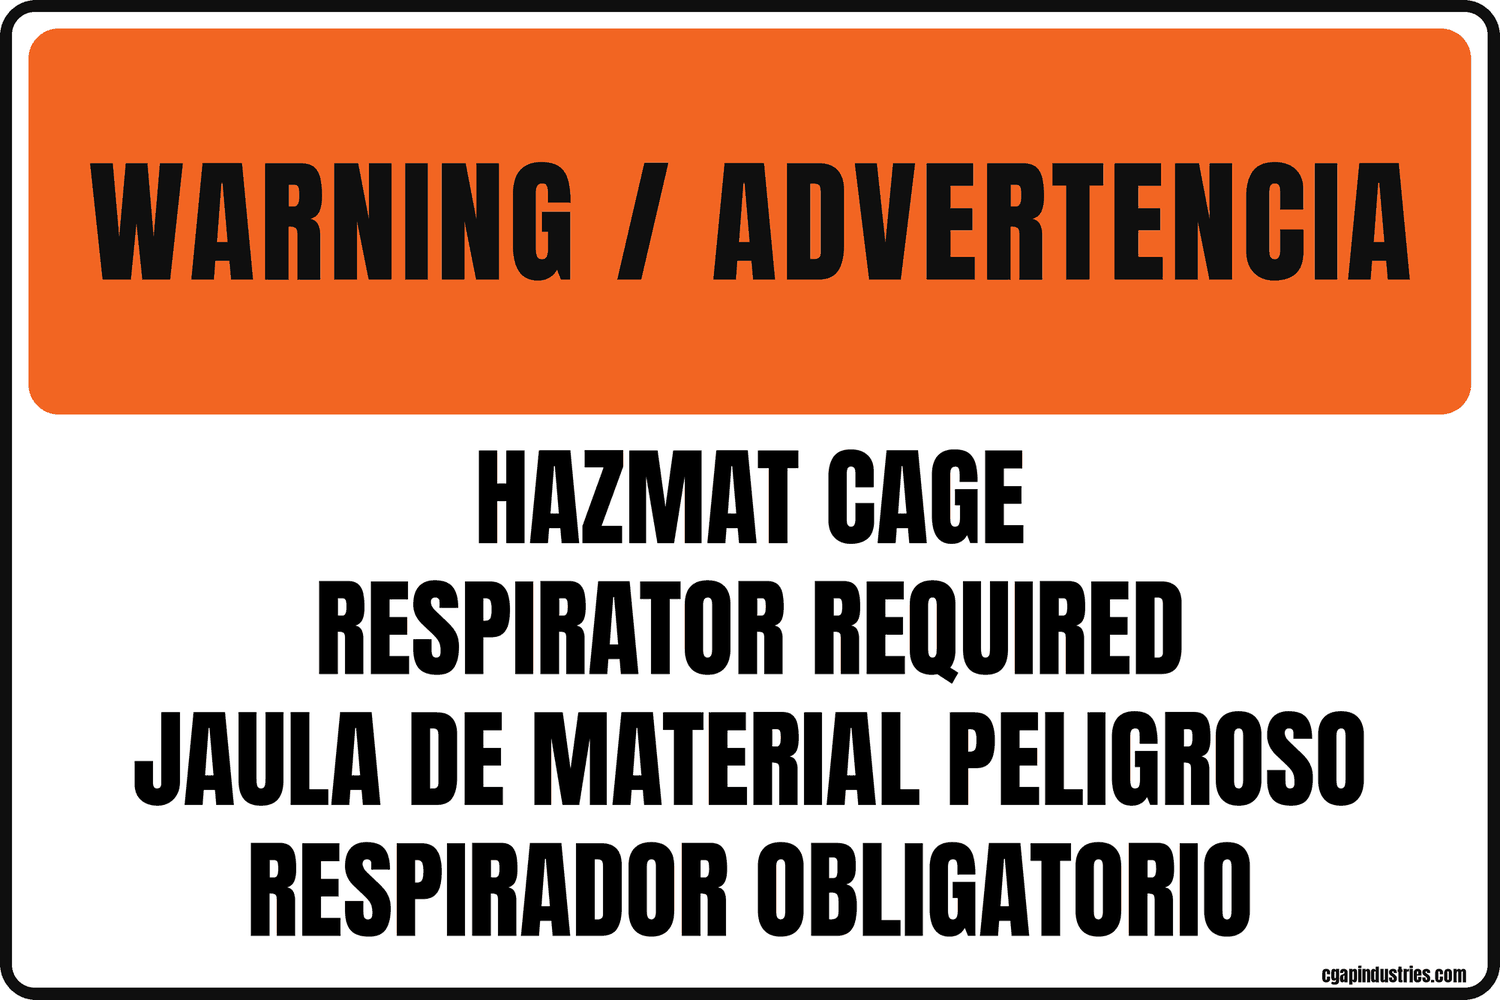 WARNING / ADVERTENCIA
HAZMAT CAGE
RESPIRATOR REQUIRED
JAULA DE MATERIAL PELIGROSO
RESPIRADOR OBLIGATORIO
cgapindustries.com